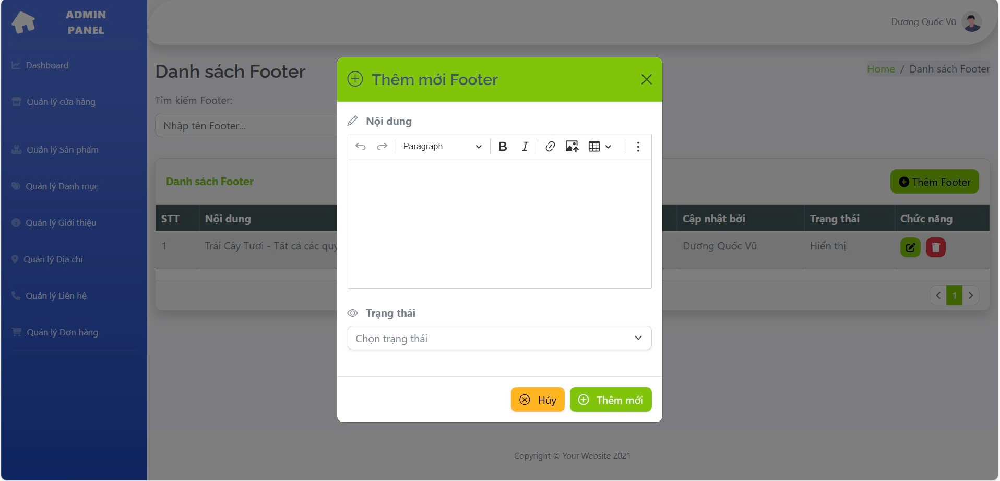 ADMIN
PANEL
Dashboard
Quản lý cửa hàng
Quản lý Sản phẩm
Quản lý Danh mục
Quản lý Giới thiệu
Quản lý Địa chỉ
Quản lý Liên hệ
Quản lý Đơn hàng
Dương Quốc Vũ
Danh sách Footer
Home / Danh sách Footer
Tìm kiếm Footer:
Nhập tên Footer...
Danh sách Footer
Thêm Footer
STT Nội dung Cập nhật bởi Trạng thái Chức năng
1 Trái Cây Tươi - Tất cả các quy Dương Quốc Vũ Hiển thị
1
Thêm mới Footer
Nội dung
Paragraph B I
Trạng thái
Chọn trạng thái
Hủy Thêm mới
Copyright © Your Website 2021